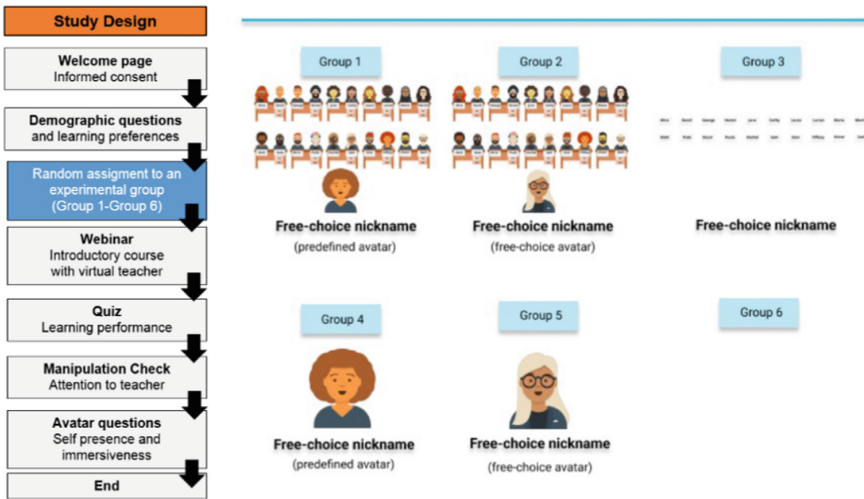 Study Design
Welcome page
Informed consent
Demographic questions
and learning preferences
Random assigment to an
experimental group
(Group 1-Group 6)
Webinar
Introductory course
with virtual teacher
Quiz
Learning performance
Manipulation Check
Attention to teacher
Avatar questions
Self presence and
immersiveness
End
Group 1
Free-choice nickname
(predefined avatar)
Group 2
Free-choice nickname
(free-choice avatar)
Group 3
Free-choice nickname
Group 4
Free-choice nickname
(predefined avatar)
Group 5
Free-choice nickname
(free-choice avatar)
Group 6